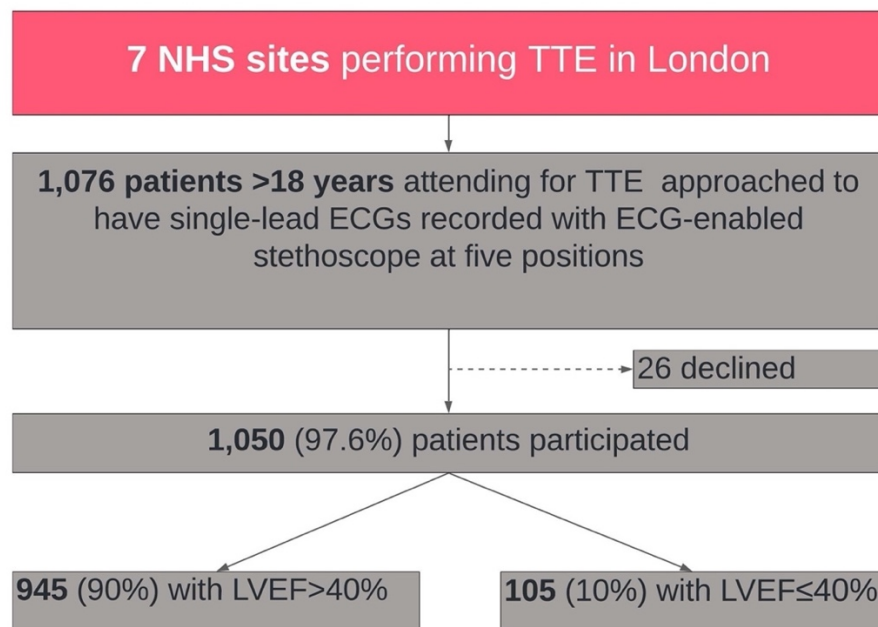 7 NHS sites performing TTE in London
1,076 patients >18 years attending for TTE approached to
have single-lead ECGs recorded with ECG-enabled
stethoscope at five positions
26 declined
1,050 (97.6%) patients participated
945 (90%) with LVEF>40%
105 (10%) with LVEF≤40%